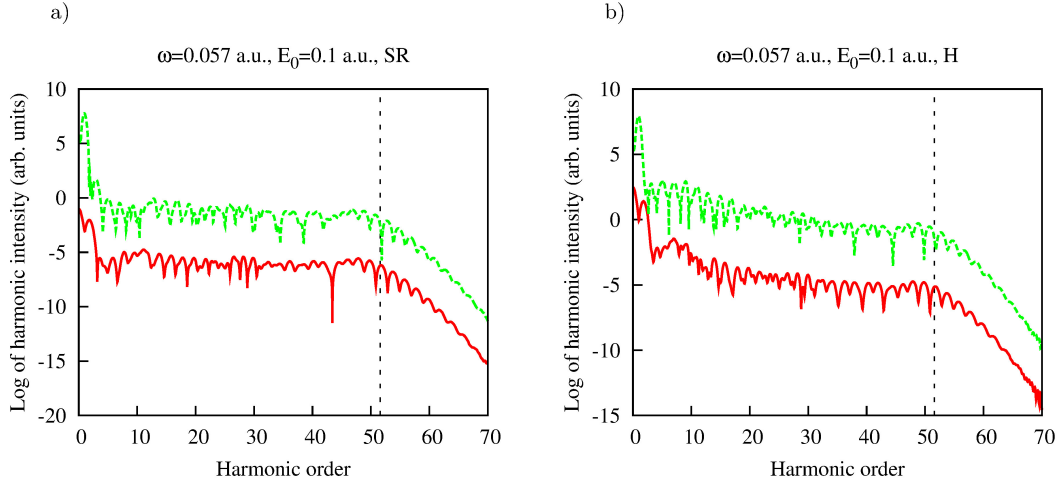 a)
ω=0.057 a.u., E0=0.1 a.u., SR
Log of harmonic intensity (arb. units)
10
5
0
-5
-10
-15
-20
0 10 20 30 40 50 60 70
Harmonic order
b)
ω=0.057 a.u., E0=0.1 a.u., H
Log of harmonic intensity (arb. units)
10
5
0
-5
-10
-15
0 10 20 30 40 50 60 70
Harmonic order